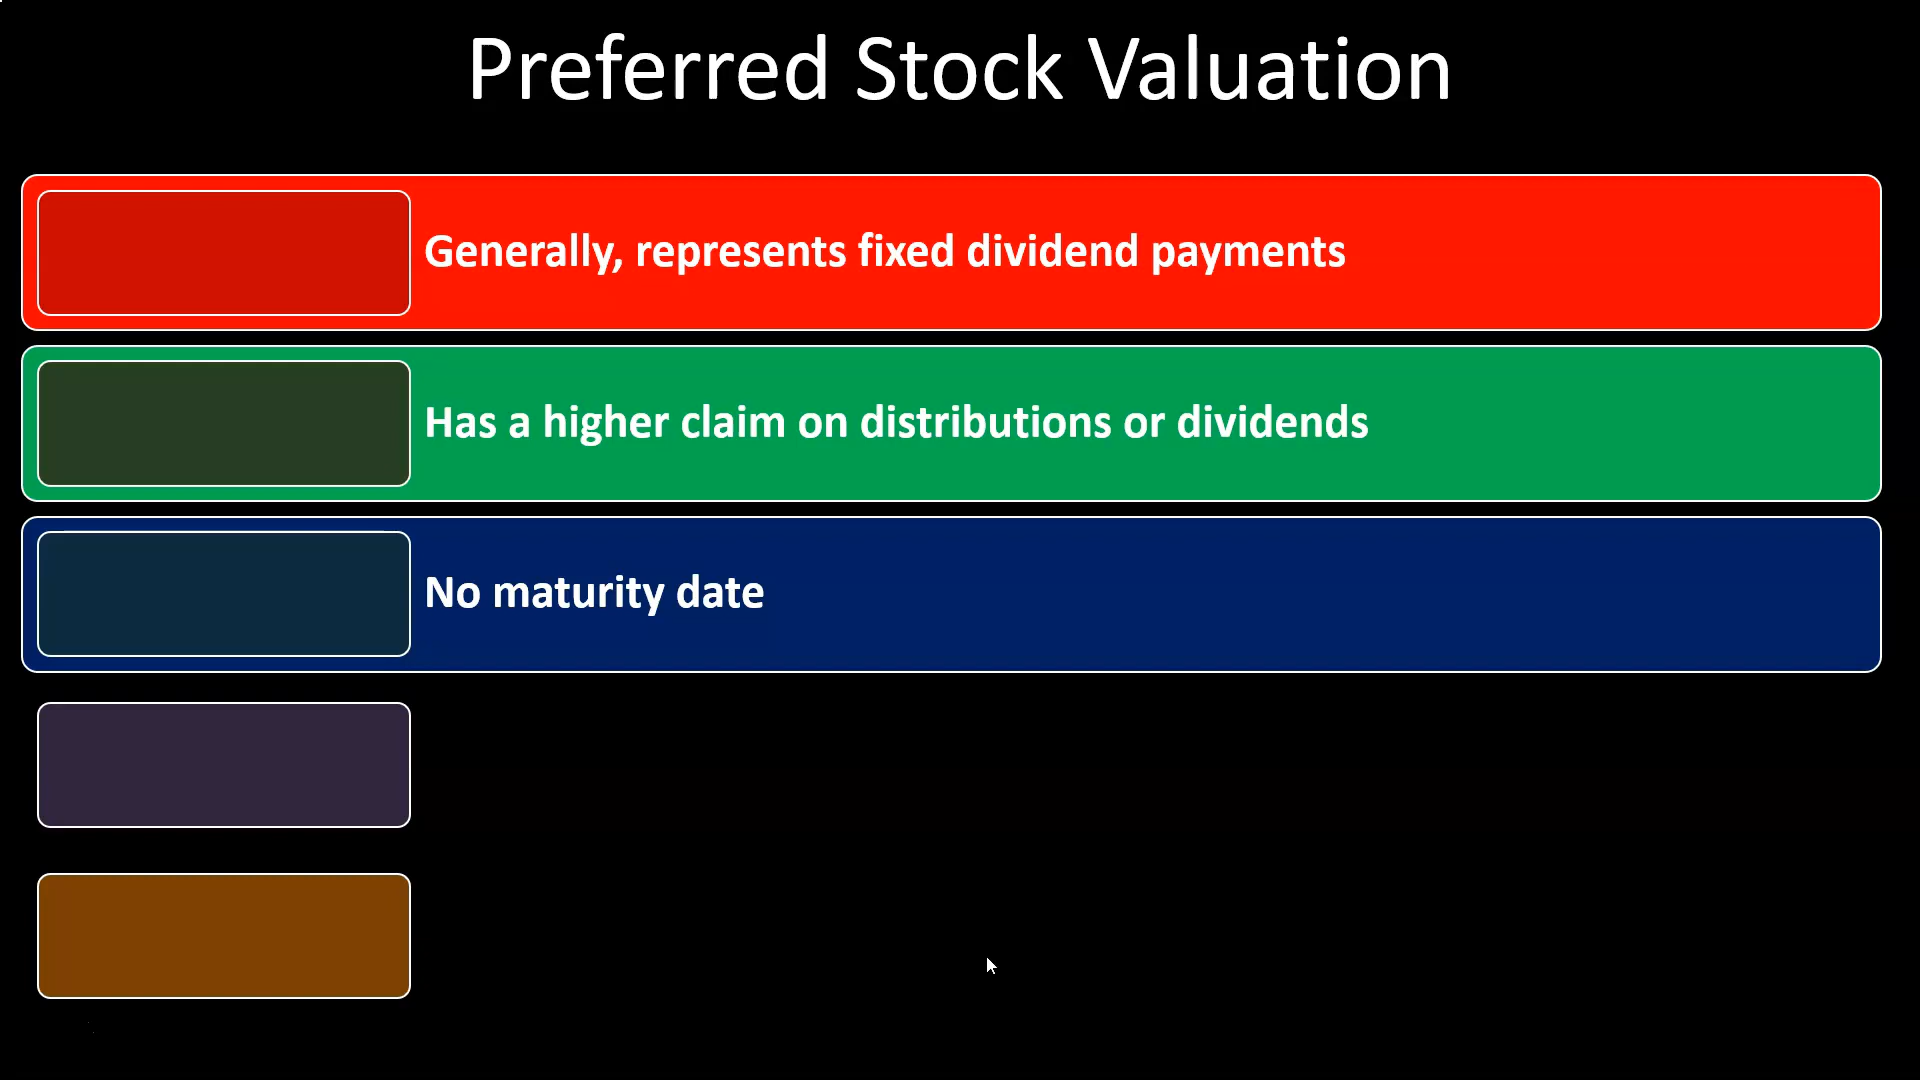 Preferred Stock Valuation
Generally, represents fixed dividend payments
Has a higher claim on distributions or dividends
No maturity date